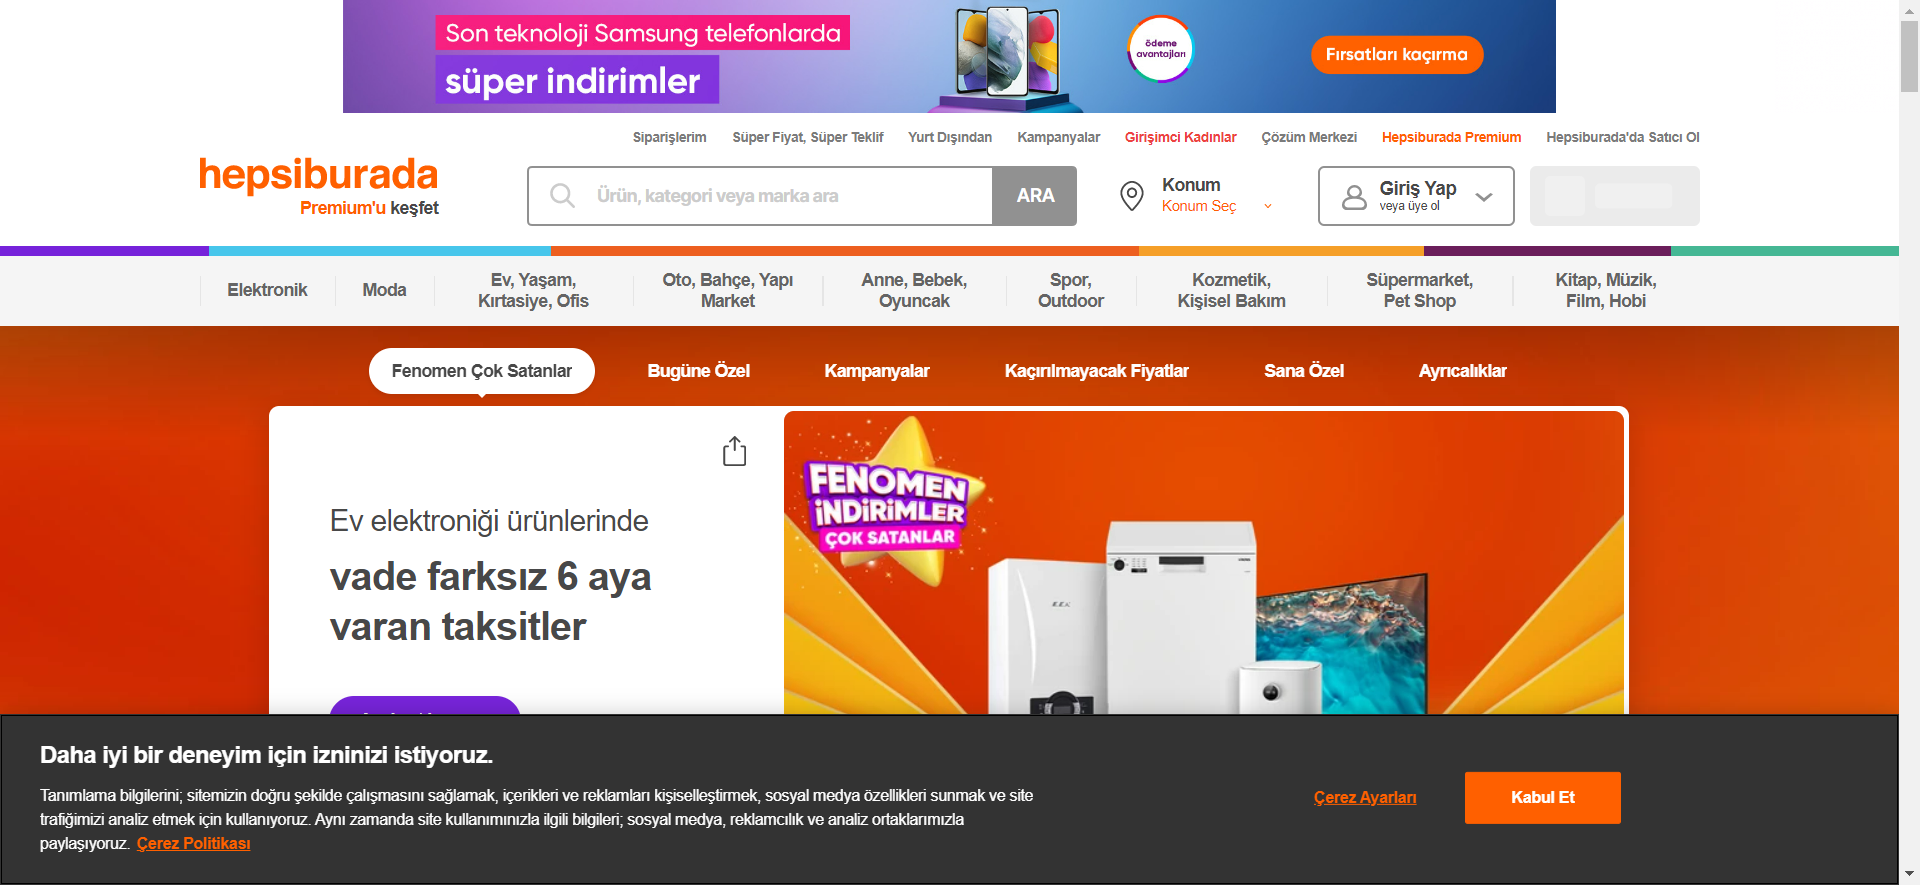 Son teknoloji Samsung telefonlarda
süper indirimler
ödeme
avantajları
Fırsatları kaçırma
Siparişlerim Süper Fiyat, Süper Teklif Yurt Dışından Kampanyalar Girişimci Kadınlar Çözüm Merkezi Hepsiburada Premium Hepsiburada'da Satıcı Ol
hepsiburada
Premium'u keşfet
Ürün, kategori veya marka ara
ARA
Konum
Konum Seç
Giriş Yap
veya üye ol
Elektronik
Moda
Ev, Yaşam,
Kırtasiye, Ofis
Oto, Bahçe, Yapı
Market
Anne, Bebek,
Oyuncak
Spor,
Outdoor
Kozmetik,
Kişisel Bakım
Süpermarket,
Pet Shop
Kitap, Müzik,
Film, Hobi
Fenomen Çok Satanlar Bugüne Özel Kampanyalar Kaçırılmayacak Fiyatlar Sana Özel Ayrıcalıklar
Ev elektroniği ürünlerinde
vade farksız 6 aya
varan taksitler
FENOMEN
İNDİRİMLER
ÇOK SATANLAR
Daha iyi bir deneyim için izninizi istiyoruz.
Tanımlama bilgilerini; sitemizin doğru şekilde çalışmasını sağlamak, içerikleri ve reklamları kişiselleştirmek, sosyal medya özellikleri sunmak ve site
trafiğimizi analiz etmek için kullanıyoruz. Aynı zamanda site kullanımınızla ilgili bilgileri; sosyal medya, reklamcılık ve analiz ortaklarımızla
paylaşıyoruz. Çerez Politikası
Çerez Ayarları
Kabul Et